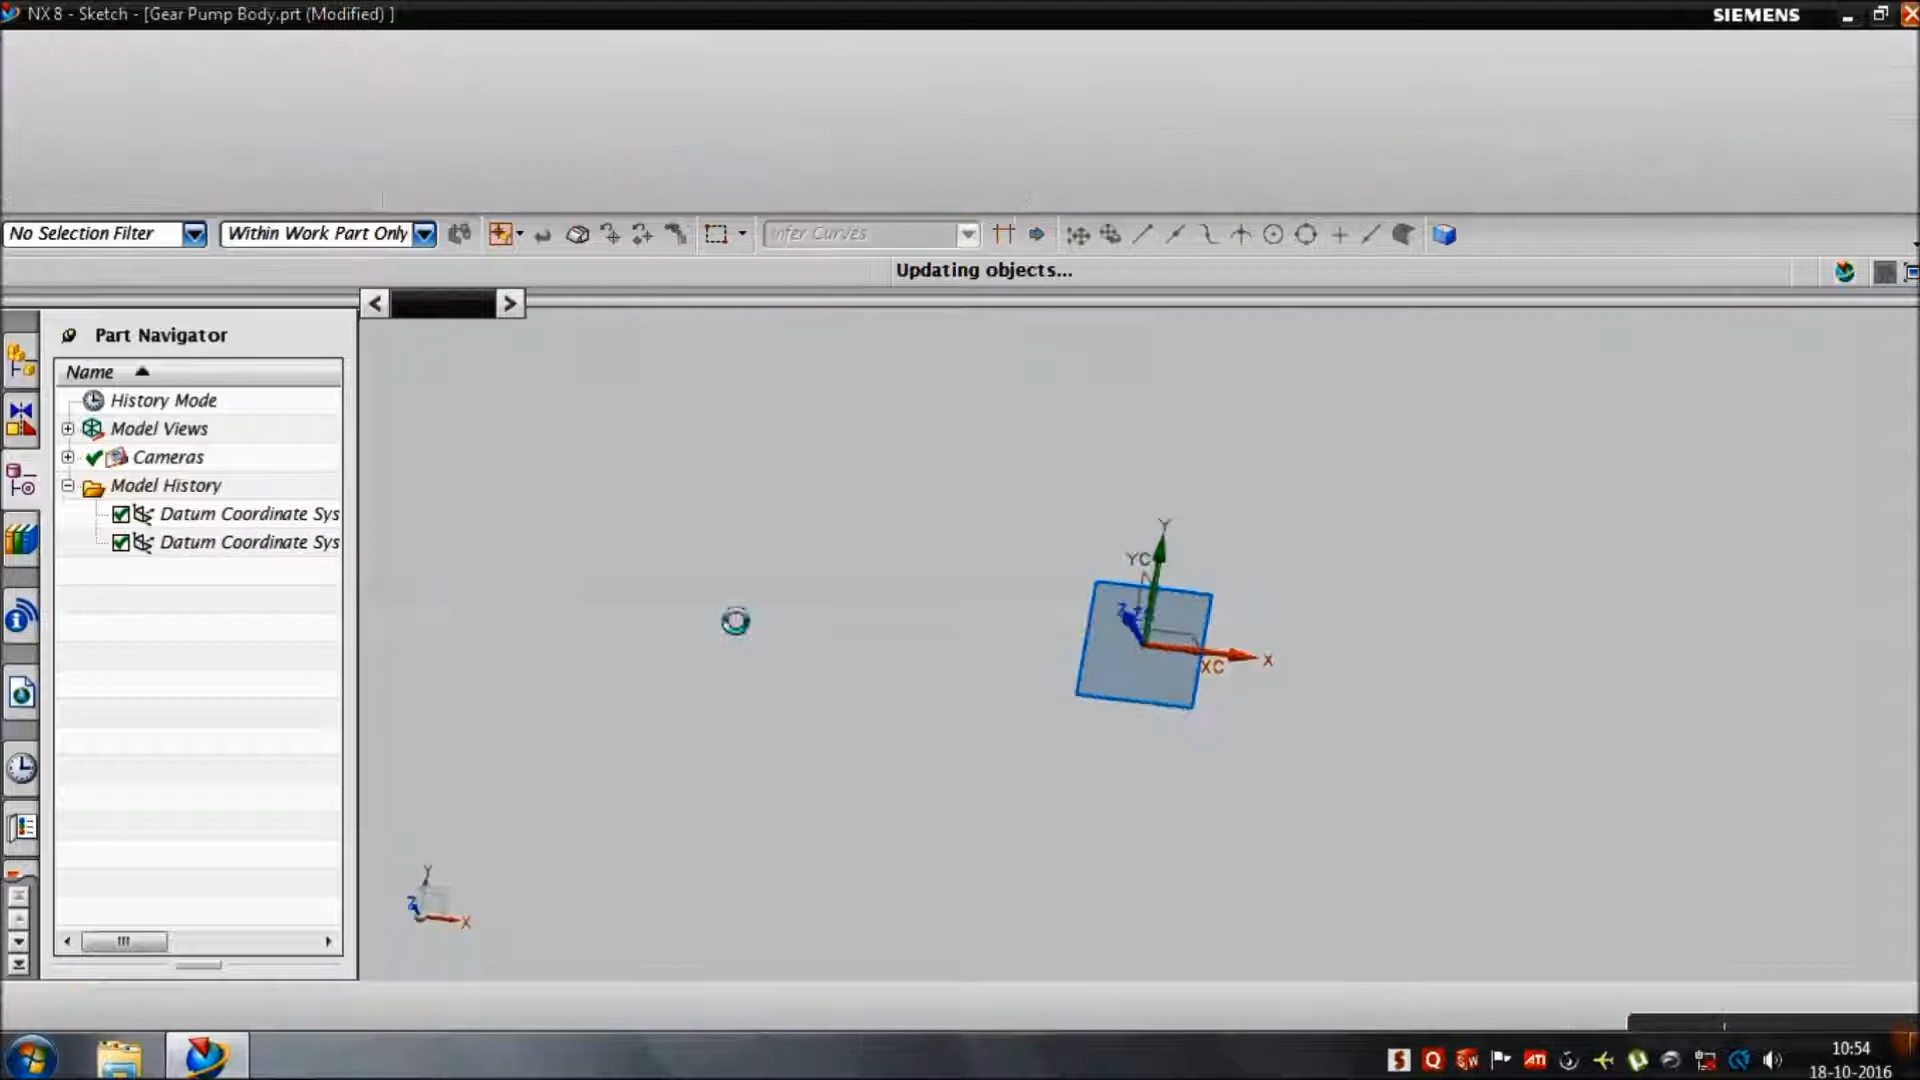 NX 8 - Sketch - [Gear Pump Body.prt (Modified) ]
SIEMENS
No Selection Filter
Within Work Part Only
Infer Curves
Updating objects...
Part Navigator
Name
History Mode
Model Views
Cameras
Model History
Datum Coordinate Sys
Datum Coordinate Sys
Y
YC
Z
XC
X
Y
Z
X
10:54
18-10-2016